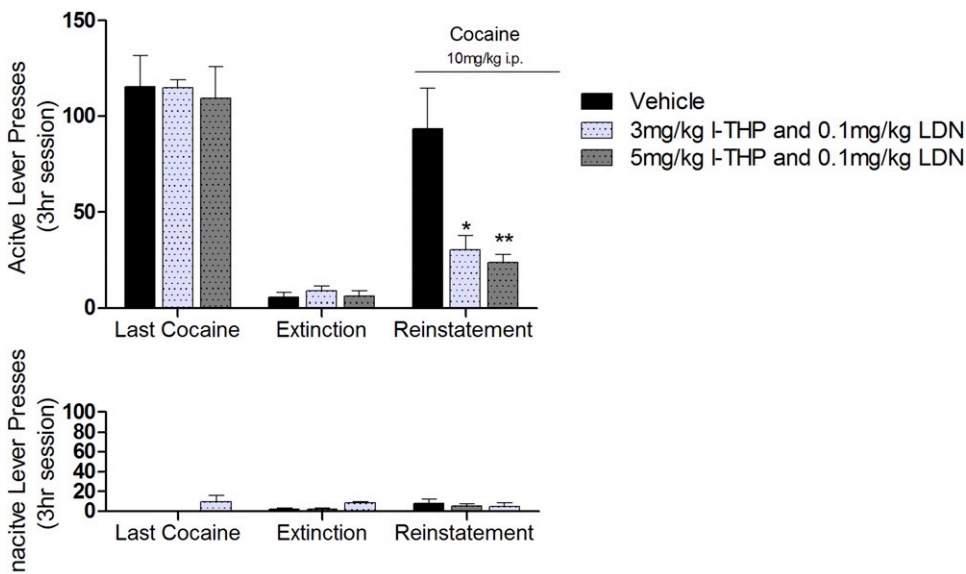 Acitve Lever Presses
(3hr session)
150
100
50
0
Cocaine
10mg/kg i.p.
*
**
Last Cocaine
Extinction
Reinstatement
Vehicle
3mg/kg l-THP and 0.1mg/kg LDN
5mg/kg l-THP and 0.1mg/kg LDN
nacitve Lever Presses
(3hr session)
100
80
60
40
20
0
Last Cocaine
Extinction
Reinstatement